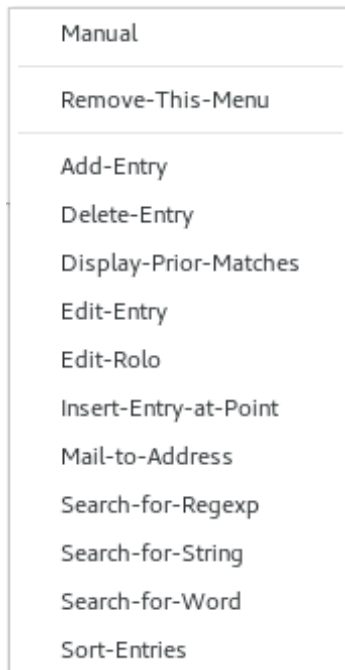 Manual
Remove-This-Menu
Add-Entry
Delete-Entry
Display-Prior-Matches
Edit-Entry
Edit-Rolo
Insert-Entry-at-Point
Mail-to-Address
Search-for-Regexp
Search-for-String
Search-for-Word
Sort-Entries